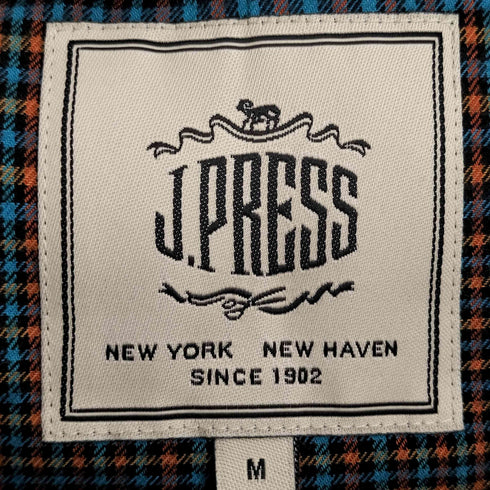 J.PRESS
NEW YORK NEW HAVEN
SINCE 1902
M